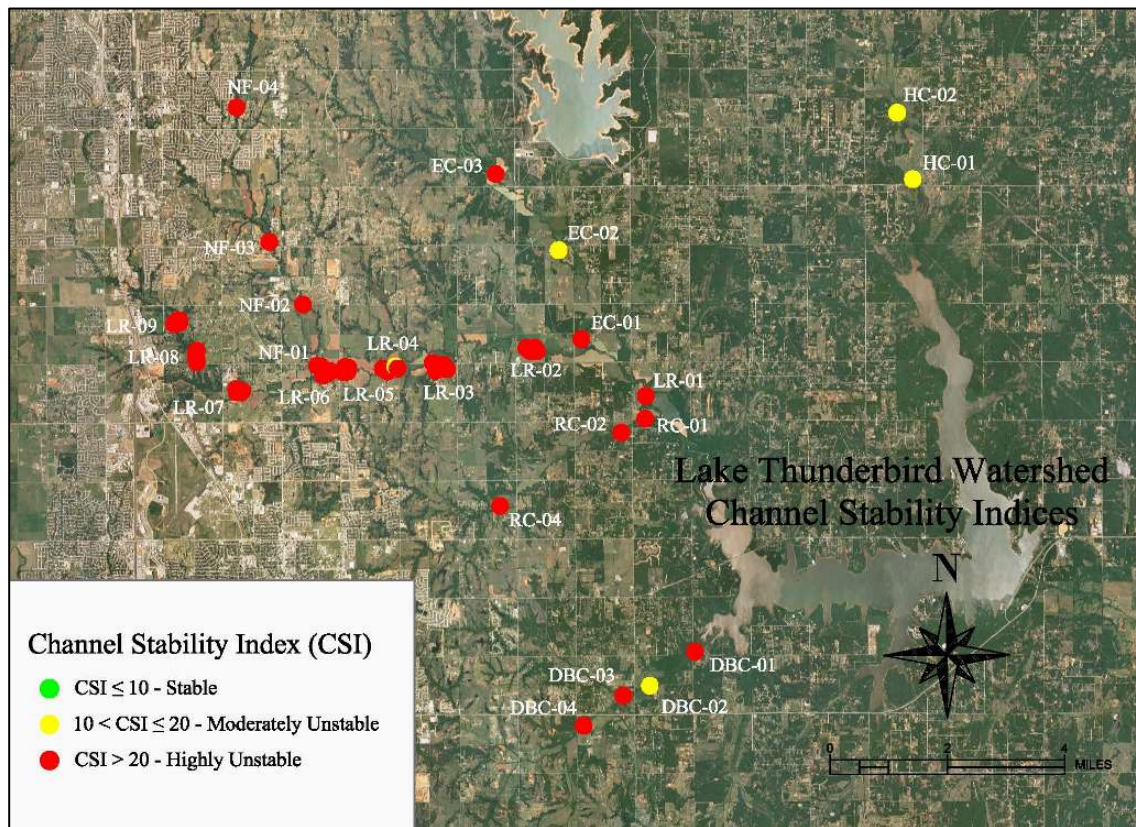 NF-04
HC-02
EC-03
HC-01
NF-03
EC-02
NF-02
LR-09
EC-01
LR-04
LR-08
NF-01
LR-02
LR-06
LR-05
LR-03
LR-07
LR-01
RC-02
RC-01
Lake Thunderbird Watershed
Channel Stability Indices
RC-04
N
Channel Stability Index (CSI)
CSI ≤ 10 - Stable
10 < CSI ≤ 20 - Moderately Unstable
CSI > 20 - Highly Unstable
DBC-01
DBC-03
DBC-02
DBC-04
0 2 4
MILES